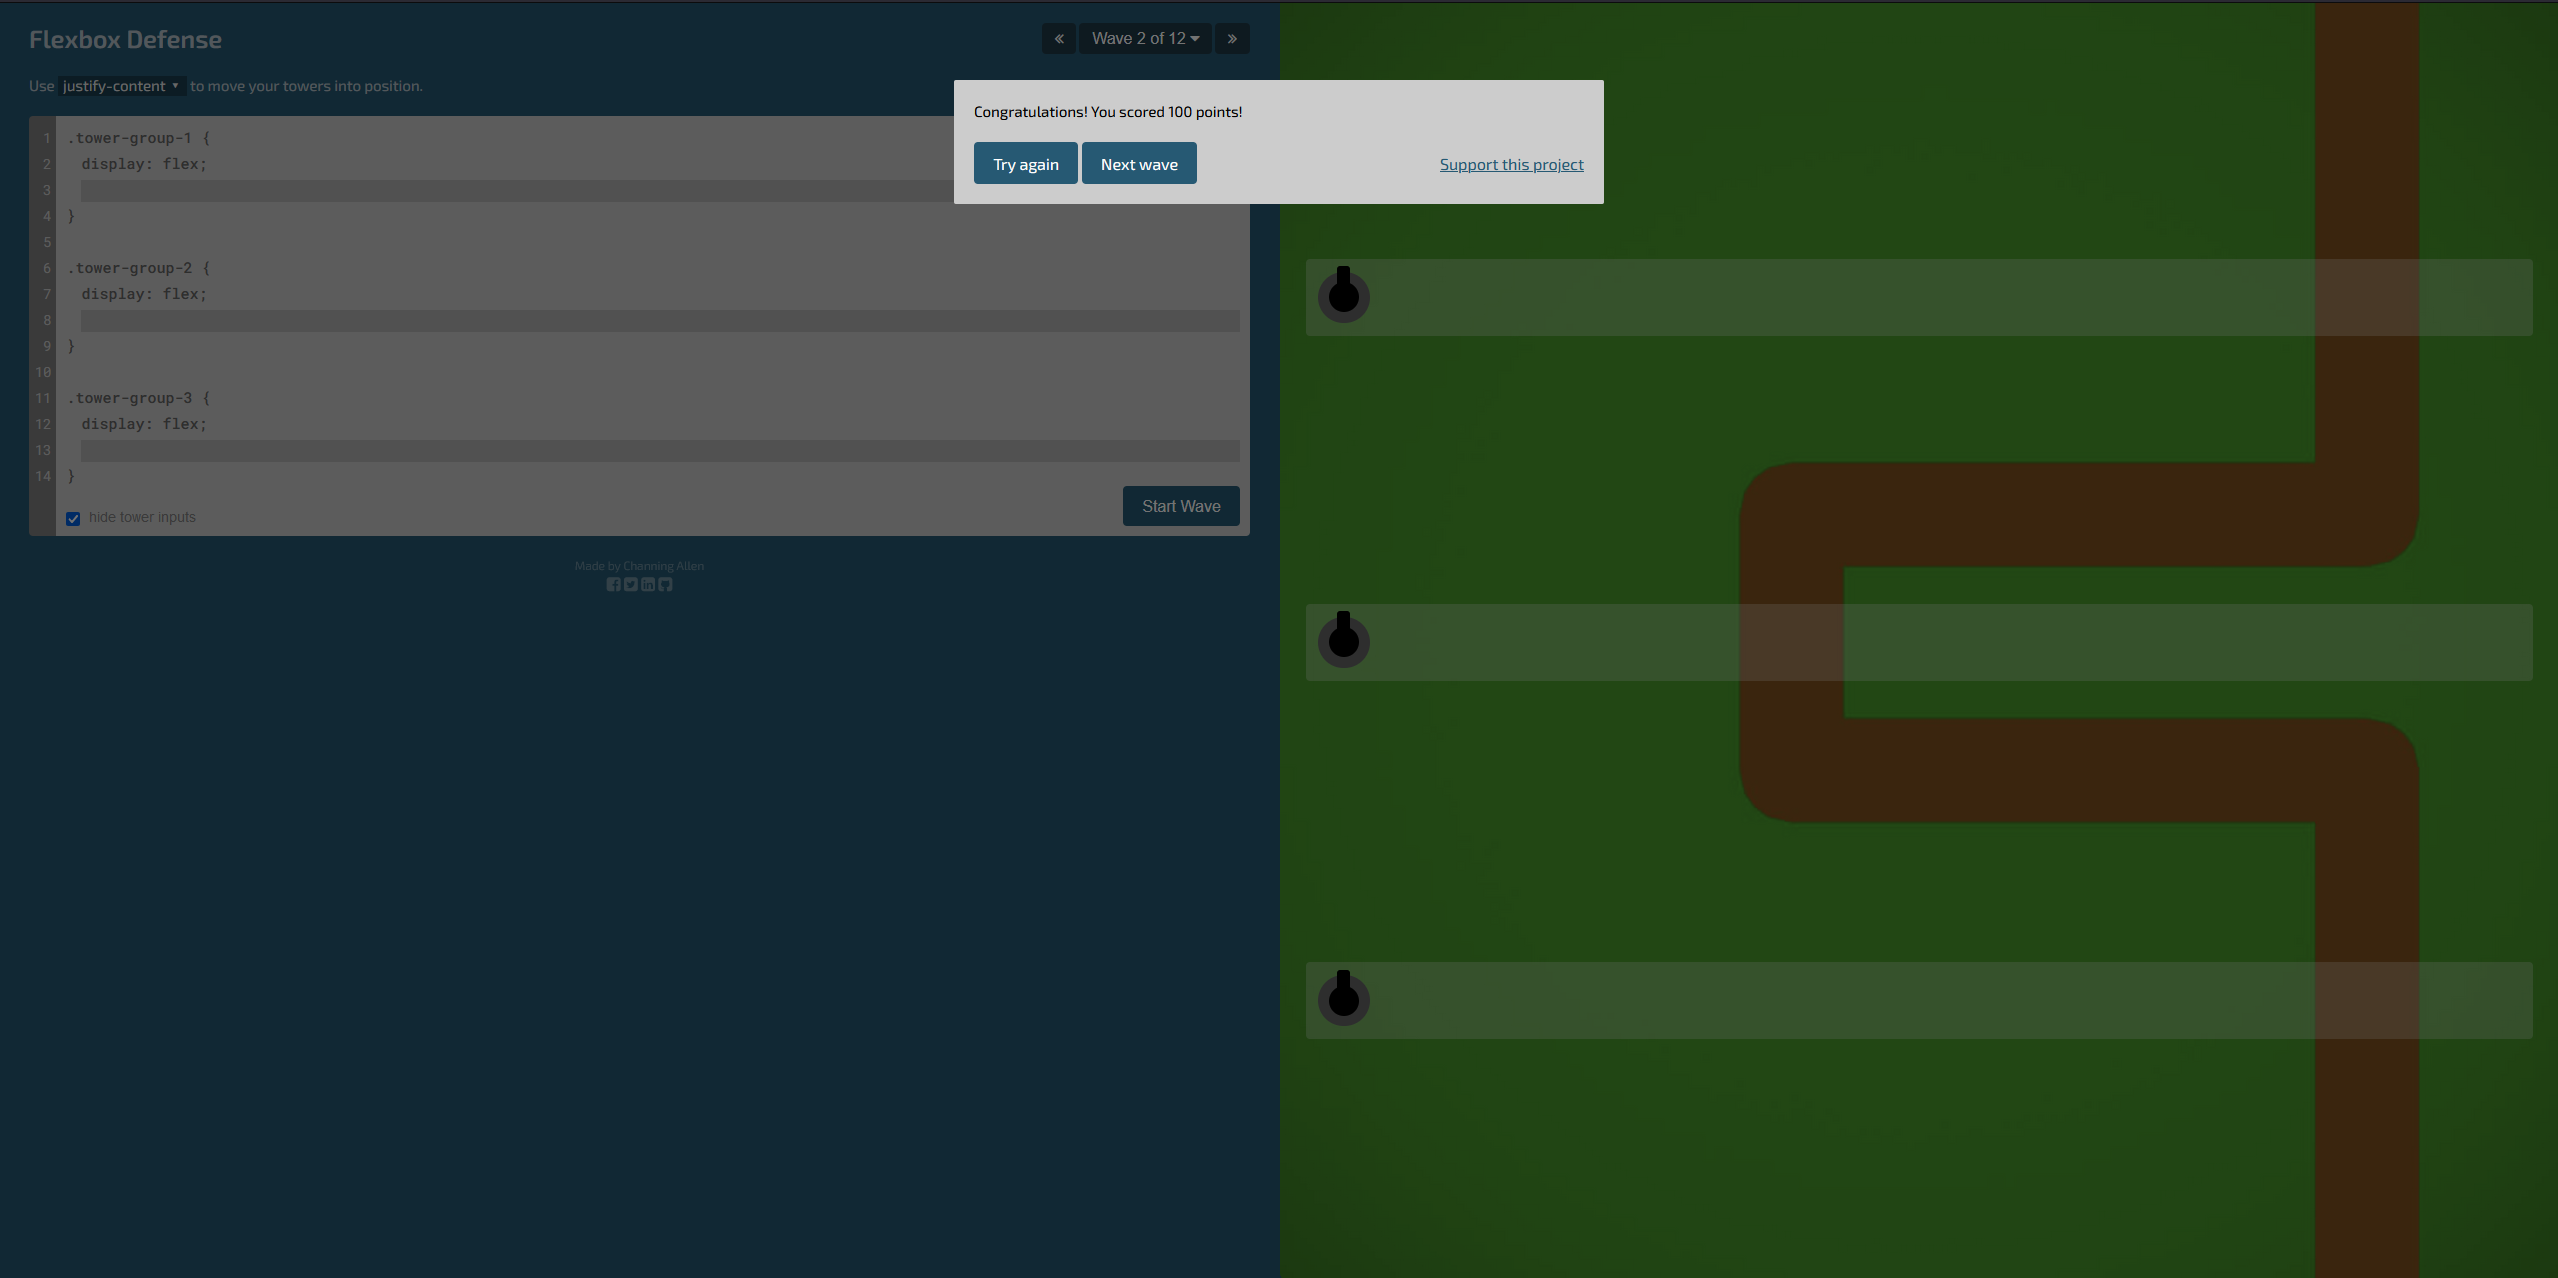 Flexbox Defense
« Wave 2 of 12 »
Use justify-content to move your towers into position.
Congratulations! You scored 100 points!
Try again Next wave Support this project
1 .tower-group-1 {
2 display: flex;
3
4 }
5
6 .tower-group-2 {
7 display: flex;
8
9 }
10
11 .tower-group-3 {
12 display: flex;
13
14 }
hide tower inputs
Start Wave
Made by Channing Allen